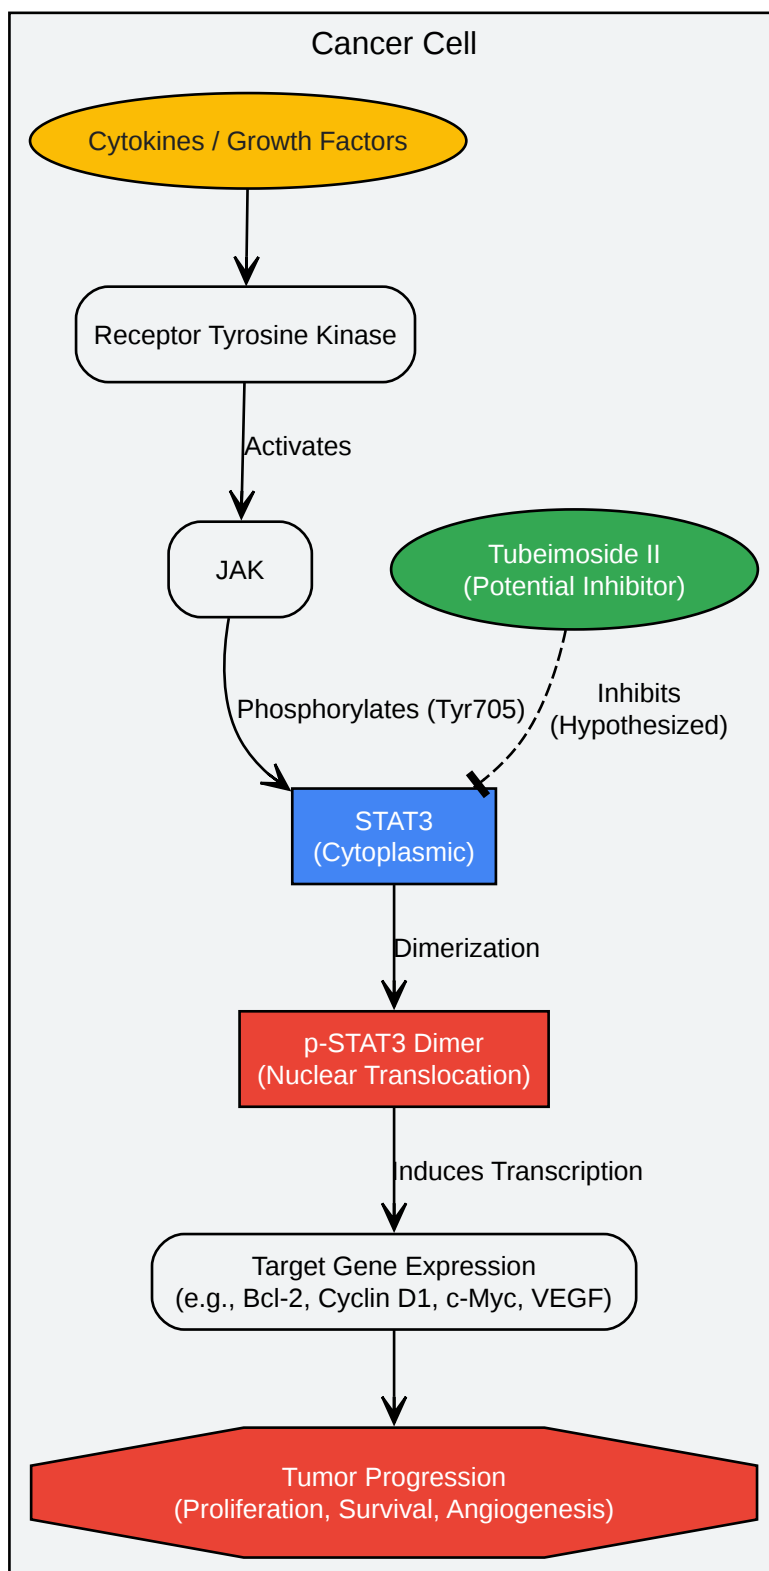 Cancer Cell
Cytokines / Growth Factors
Receptor Tyrosine Kinase
Activates
JAK
Tubeimoside II
(Potential Inhibitor)
Phosphorylates (Tyr705)
Inhibits
(Hypothesized)
STAT3
(Cytoplasmic)
Dimerization
p-STAT3 Dimer
(Nuclear Translocation)
Induces Transcription
Target Gene Expression
(e.g., Bcl-2, Cyclin D1, c-Myc, VEGF)
Tumor Progression
(Proliferation, Survival, Angiogenesis)